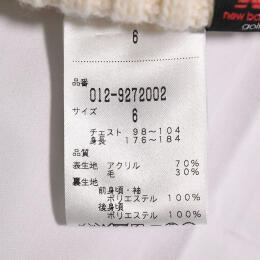 new ba
golf
6
品番
012-9272002
サイズ
6
チェスト 98〜104
身長 176〜184
品質
表生地 アクリル 70%
毛 30%
裏生地
前身頃・袖
ポリエステル 100%
後身頃
ポリエステル 100%